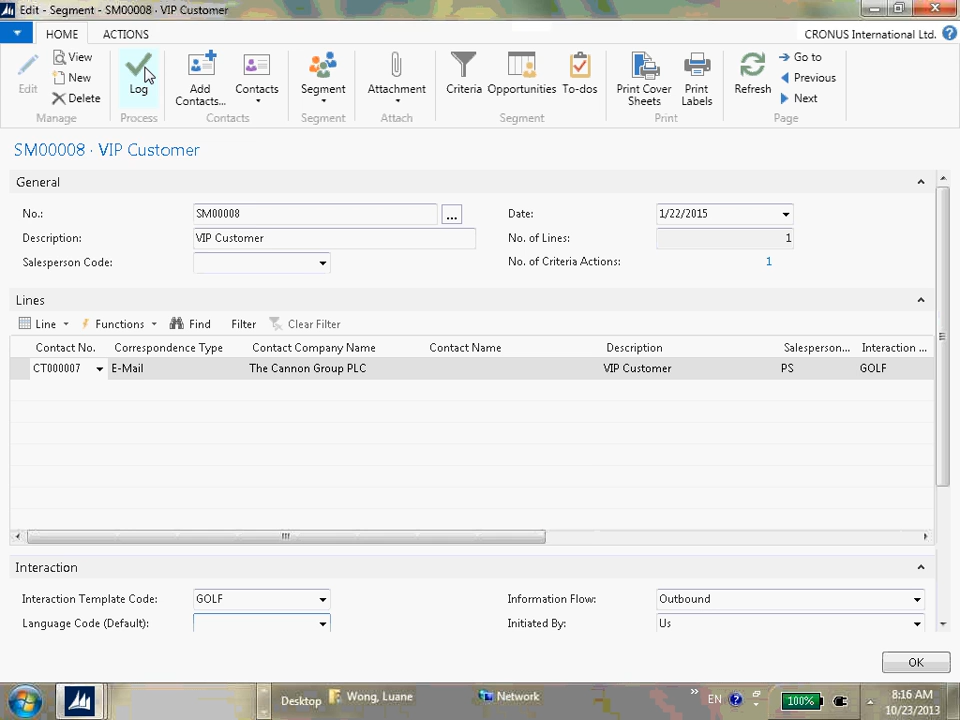 Edit - Segment - SM00008 · VIP Customer
HOME ACTIONS CRONUS International Ltd.
Edit View New Delete Manage
Log Process
Add Contacts... Contacts Contacts
Segment Segment
Attachment Attach
Criteria Opportunities To-dos Segment
Print Cover Sheets Print Labels Print
Refresh Go to Previous Next Page
SM00008 · VIP Customer
General
No.: SM00008 ... Date: 1/22/2015
Description: VIP Customer No. of Lines: 1
Salesperson Code: No. of Criteria Actions: 1
Lines
Line Functions Find Filter Clear Filter
Contact No. Correspondence Type Contact Company Name Contact Name Description Salesperson... Interaction ...
CT000007 E-Mail The Cannon Group PLC VIP Customer PS GOLF
Interaction
Interaction Template Code: GOLF Information Flow: Outbound
Language Code (Default): Initiated By: Us
OK
Desktop Wong, Luane Network EN 100% 8:16 AM
10/23/2013